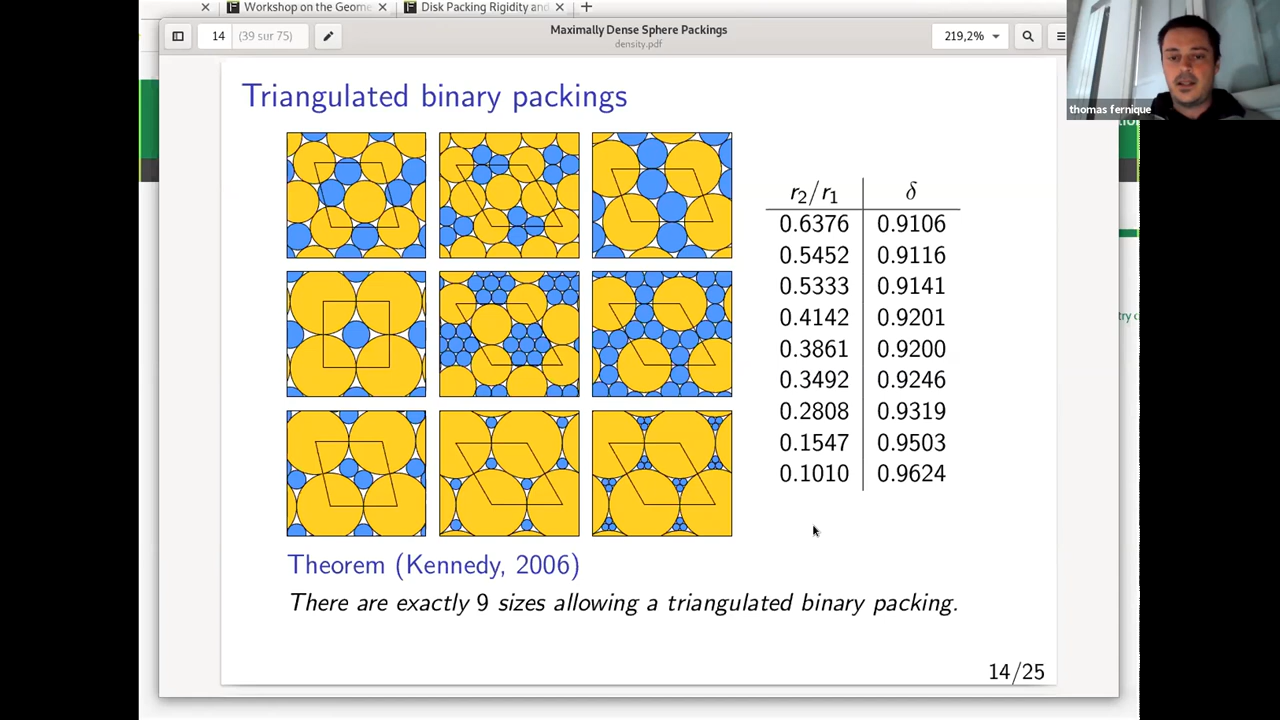 Workshop on the Geome
Disk Packing Rigidity and
14 (39 sur 75)
Maximally Dense Sphere Packings
density.pdf
219,2%
thomas fernique
Triangulated binary packings
r2/r1 δ
0.6376 0.9106
0.5452 0.9116
0.5333 0.9141
0.4142 0.9201
0.3861 0.9200
0.3492 0.9246
0.2808 0.9319
0.1547 0.9503
0.1010 0.9624
Theorem (Kennedy, 2006)
There are exactly 9 sizes allowing a triangulated binary packing.
14/25